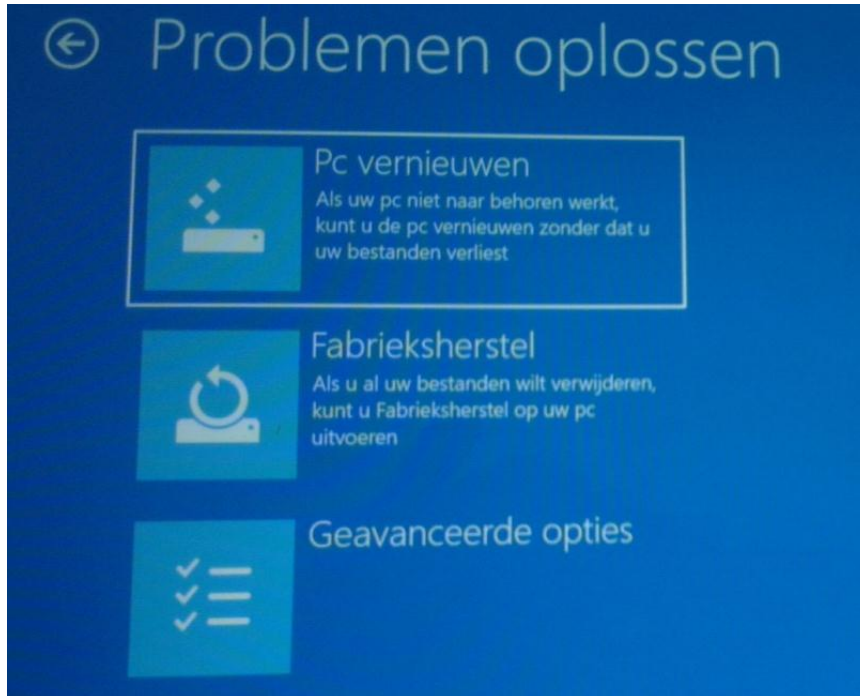 Problemen oplossen
Pc vernieuwen
Als uw pc niet naar behoren werkt,
kunt u de pc vernieuwen zonder dat u
uw bestanden verliest
Fabrieksherstel
Als u al uw bestanden wilt verwijderen,
kunt u Fabrieksherstel op uw pc
uitvoeren
Geavanceerde opties